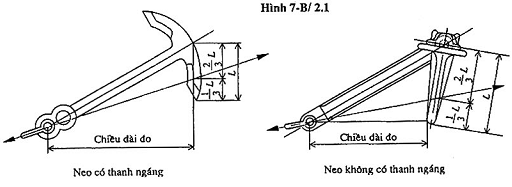 Hình 7-B/ 2.1
2/3 L
1/3 L
L
Chiều dài đo
Neo có thanh ngáng
2/3 L
1/3 L
L
Chiều dài đo
Neo không có thanh ngáng